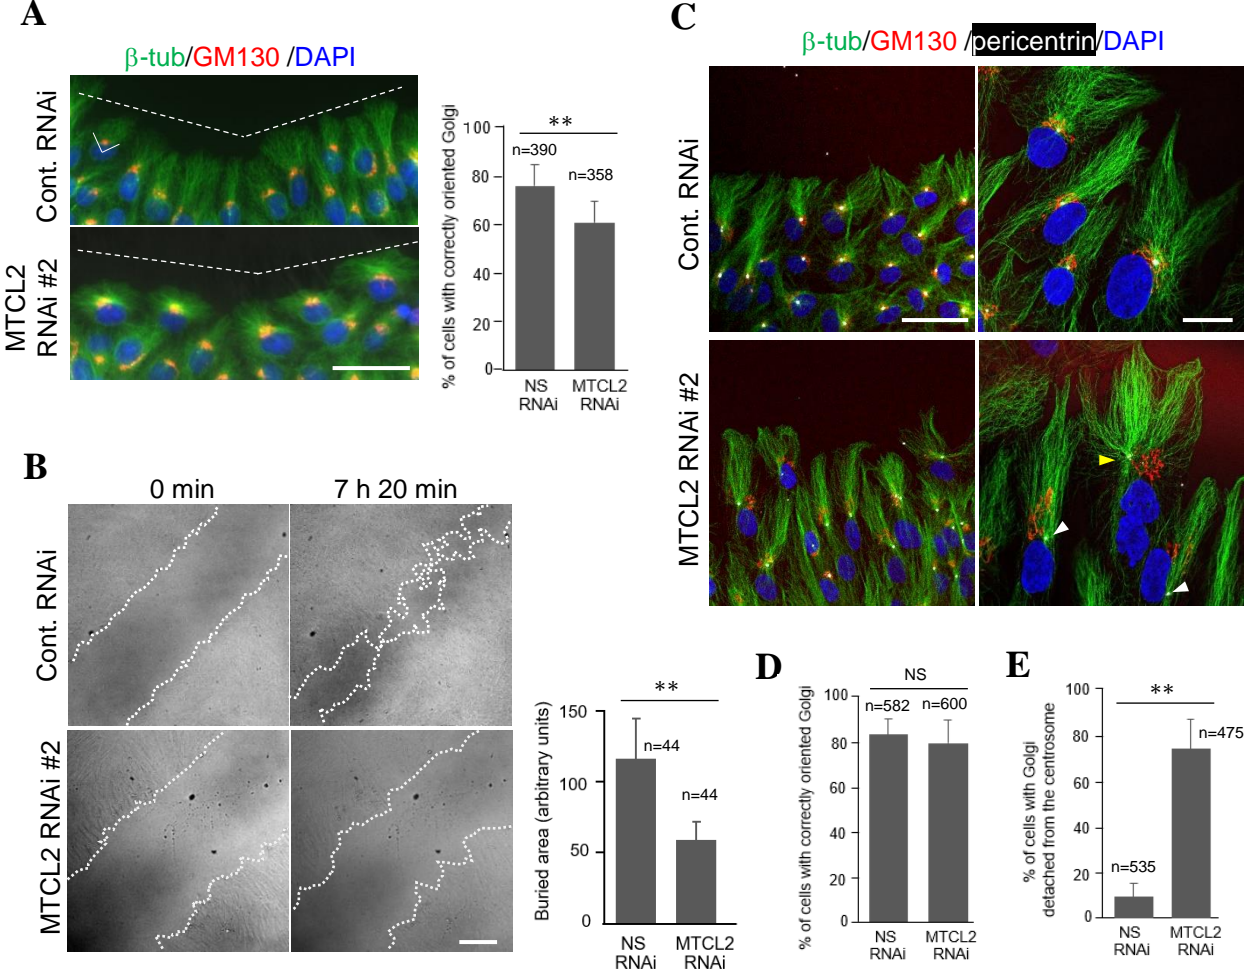 A
β-tub/GM130 /DAPI
Cont. RNAi
MTCL2
RNAi #2
% of cells with correctly oriented Golgi
100
80
60
40
20
0
**
n=390
n=358
NS
RNAi
MTCL2
RNAi
B
0 min
7 h 20 min
Cont. RNAi
MTCL2 RNAi #2
Buried area (arbitrary units)
150
100
50
0
**
n=44
n=44
NS
RNAi
MTCL2
RNAi
C
β-tub/GM130 /pericentrin/DAPI
Cont. RNAi
MTCL2 RNAi #2
D
% of cells with correctly oriented Golgi
100
80
60
40
20
0
NS
n=582
n=600
NS
RNAi
MTCL2
RNAi
E
% of cells with Golgi
detached from the centrosome
100
80
60
40
20
0
**
n=535
n=475
NS
RNAi
MTCL2
RNAi